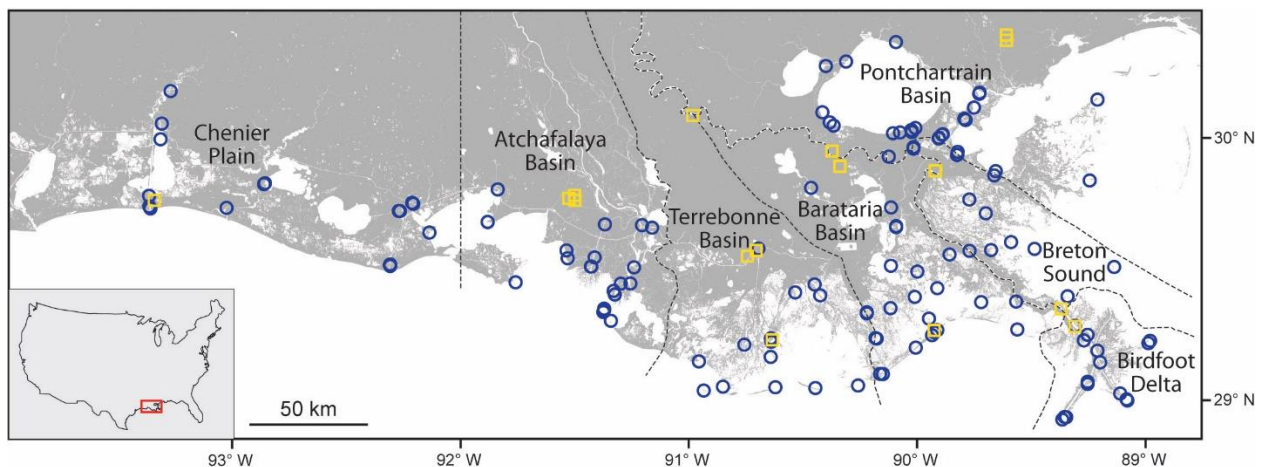 Pontchartrain
Basin
30° N
Chenier
Plain
Atchafalaya
Basin
Terrebonne
Basin
Barataria
Basin
Breton
Sound
Birdfoot
Delta
29° N
50 km
93° W
92° W
91° W
90° W
89° W